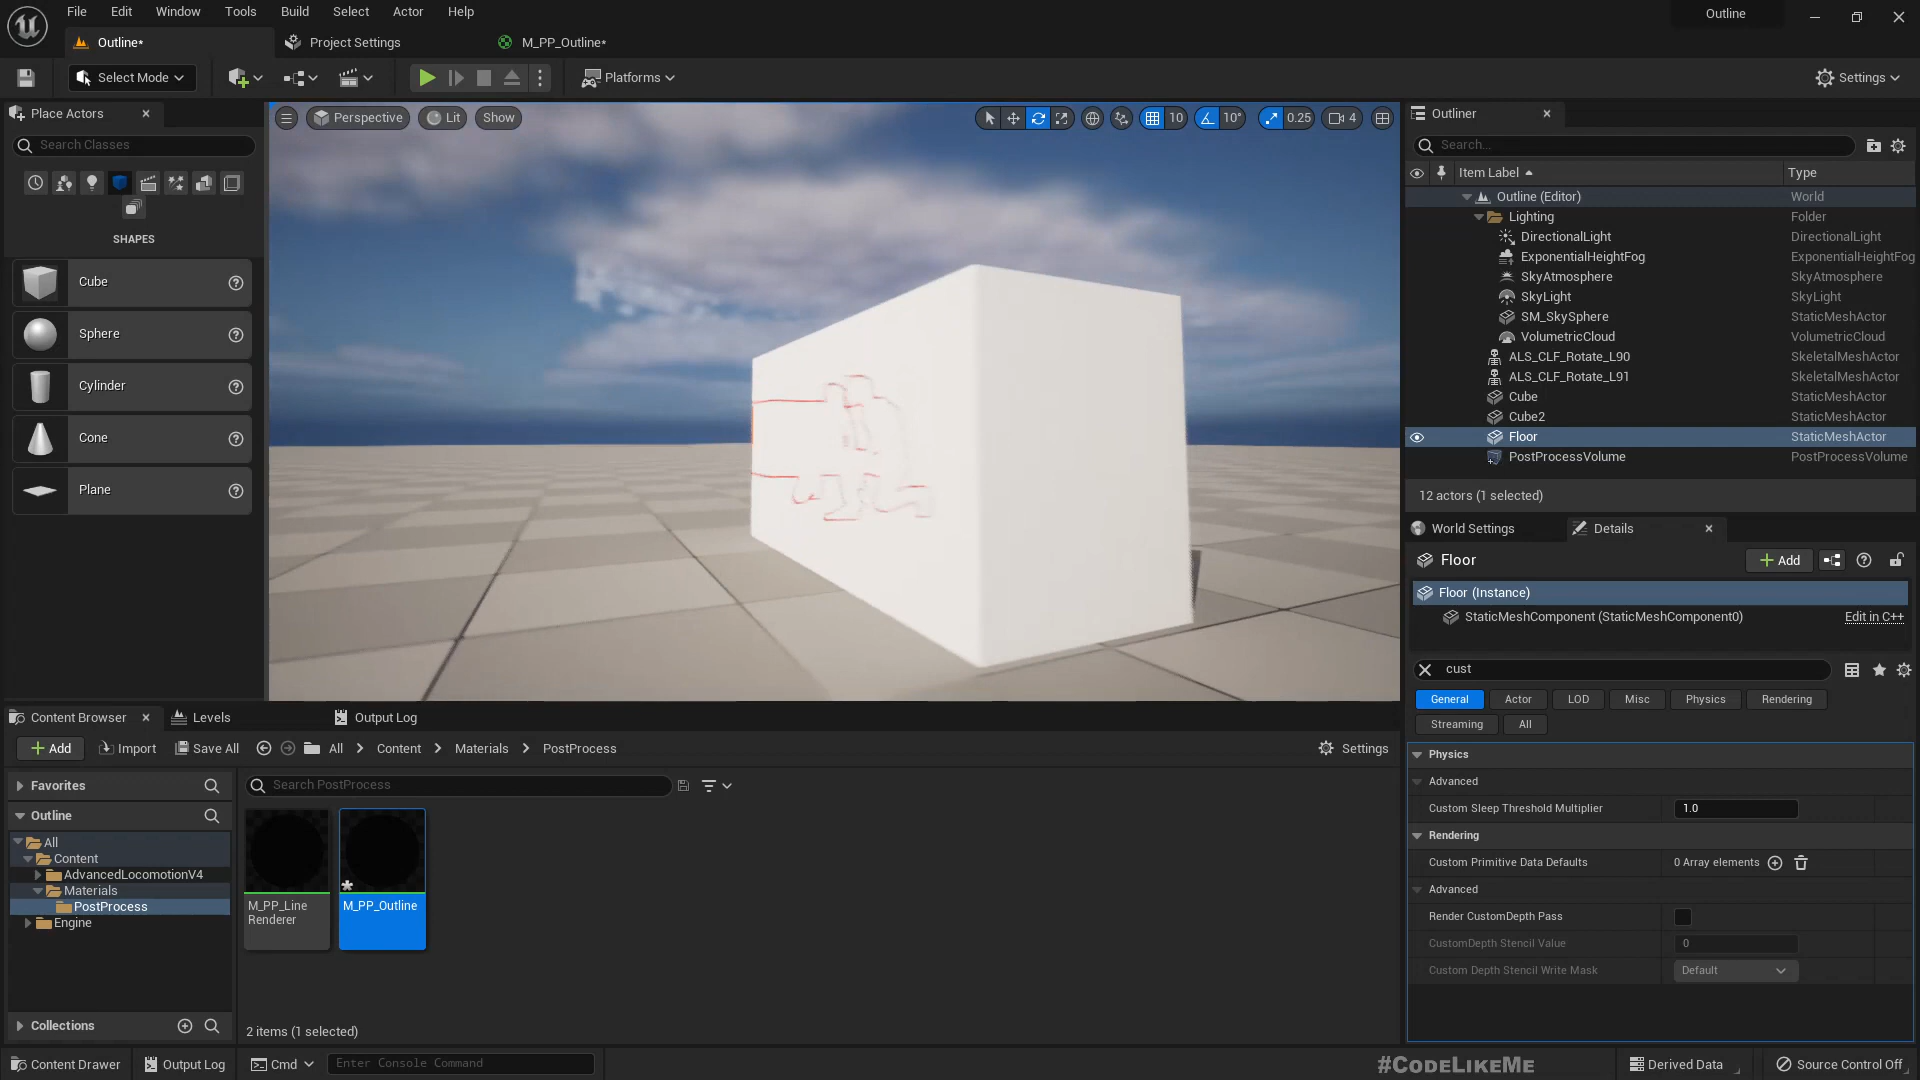 File Edit Window Tools Build Select Actor Help
Outline
Outline* Project Settings M_PP_Outline*
Select Mode Platforms Settings
Place Actors
Search Classes
SHAPES
Cube
Sphere
Cylinder
Cone
Plane
Perspective Lit Show 10 10° 0.25 4
Outliner
Search...
Item Label Type
Outline (Editor) World
Lighting Folder
DirectionalLight DirectionalLight
ExponentialHeightFog ExponentialHeightFog
SkyAtmosphere SkyAtmosphere
SkyLight SkyLight
SM_SkySphere StaticMeshActor
VolumetricCloud VolumetricCloud
ALS_CLF_Rotate_L90 SkeletalMeshActor
ALS_CLF_Rotate_L91 SkeletalMeshActor
Cube StaticMeshActor
Cube2 StaticMeshActor
Floor StaticMeshActor
PostProcessVolume PostProcessVolume
12 actors (1 selected)
World Settings Details
Floor Add
Floor (Instance)
StaticMeshComponent (StaticMeshComponent0) Edit in C++
cust
General Actor LOD Misc Physics Rendering
Streaming All
Physics
Advanced
Custom Sleep Threshold Multiplier 1.0
Rendering
Custom Primitive Data Defaults 0 Array elements
Advanced
Render CustomDepth Pass
CustomDepth Stencil Value 0
Custom Depth Stencil Write Mask Default
Content Browser Levels Output Log
Add Import Save All All Content Materials PostProcess Settings
Favorites
Search PostProcess
Outline
All
Content
AdvancedLocomotionV4
Materials
PostProcess
Engine
Collections
M_PP_Line
Renderer
M_PP_Outline
2 items (1 selected)
Content Drawer Output Log Cmd Enter Console Command #CodeLikeMe Derived Data Source Control Off